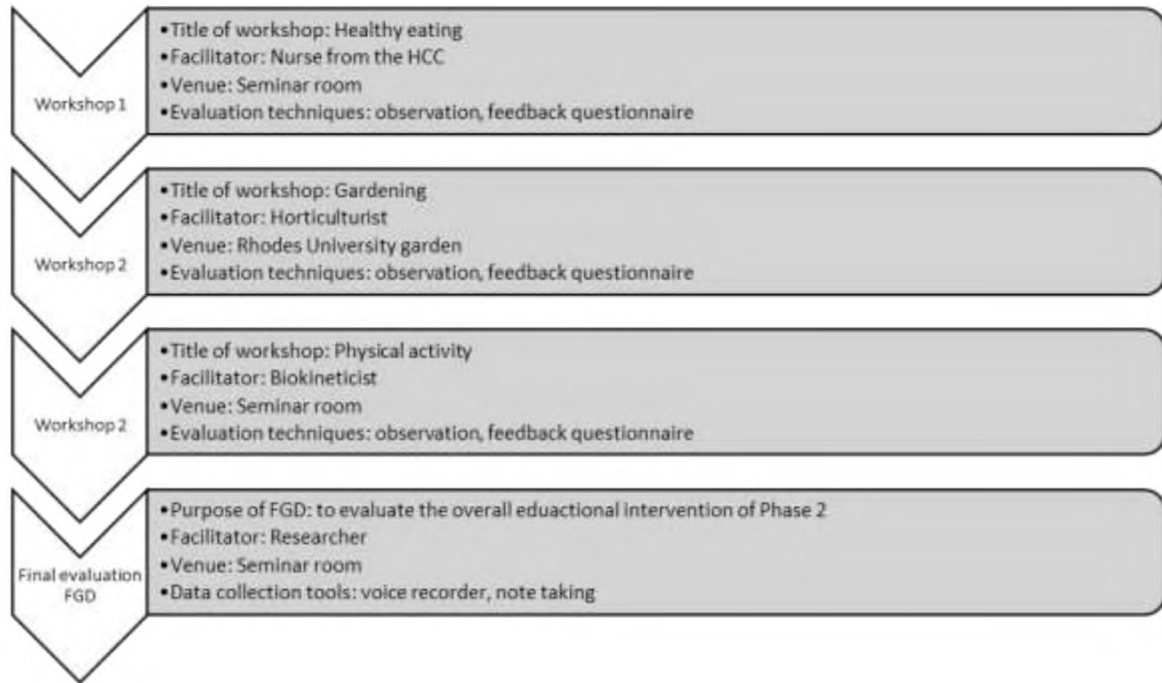 Workshop 1
•Title of workshop: Healthy eating
•Facilitator: Nurse from the HCC
•Venue: Seminar room
•Evaluation techniques: observation, feedback questionnaire
Workshop 2
•Title of workshop: Gardening
•Facilitator: Horticulturist
•Venue: Rhodes University garden
•Evaluation techniques: observation, feedback questionnaire
Workshop 2
•Title of workshop: Physical activity
•Facilitator: Biokineticist
•Venue: Seminar room
•Evaluation techniques: observation, feedback questionnaire
Final evaluation
FGD
•Purpose of FGD: to evaluate the overall eduactional intervention of Phase 2
•Facilitator: Researcher
•Venue: Seminar room
•Data collection tools: voice recorder, note taking